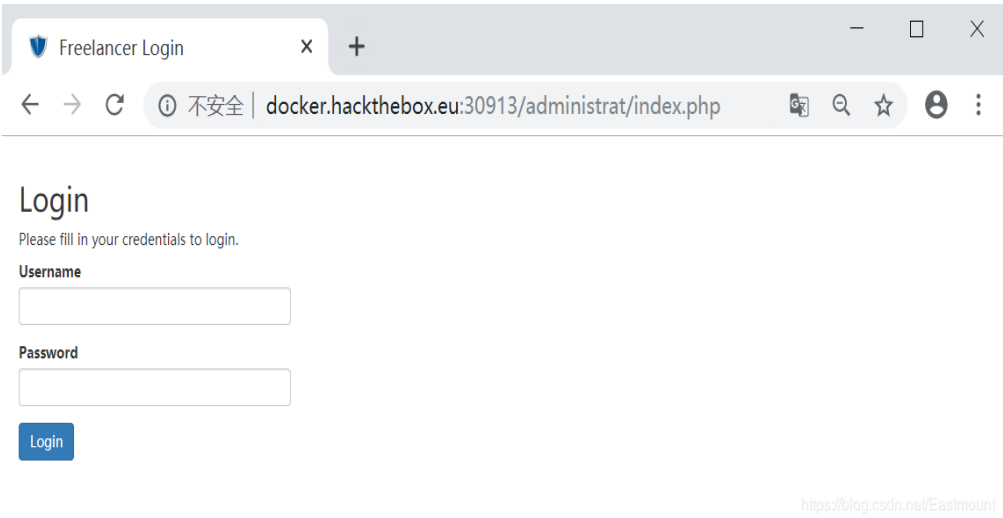 Freelancer Login
不安全 docker.hackthebox.eu:30913/administrat/index.php
Login
Please fill in your credentials to login.
Username
Password
Login
https://blog.csdn.net/Eastmount